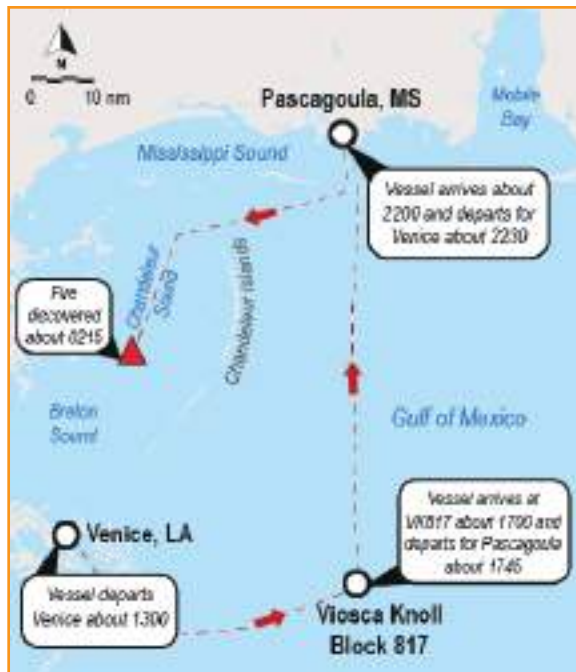 N
0 10 nm
Pascagoula, MS
Mobile
Bay
Mississippi Sound
Vessel arrives about
2200 and departs for
Venice about 2230
Chandeleur
Sound
Chandeleur Islands
Fire
discovered
about 0215
Breton
Sound
Gulf of Mexico
Vessel arrives at
VK817 about 1700 and
departs for Pascagoula
about 1745
Venice, LA
Vessel departs
Venice about 1300
Viosca Knoll
Block 817